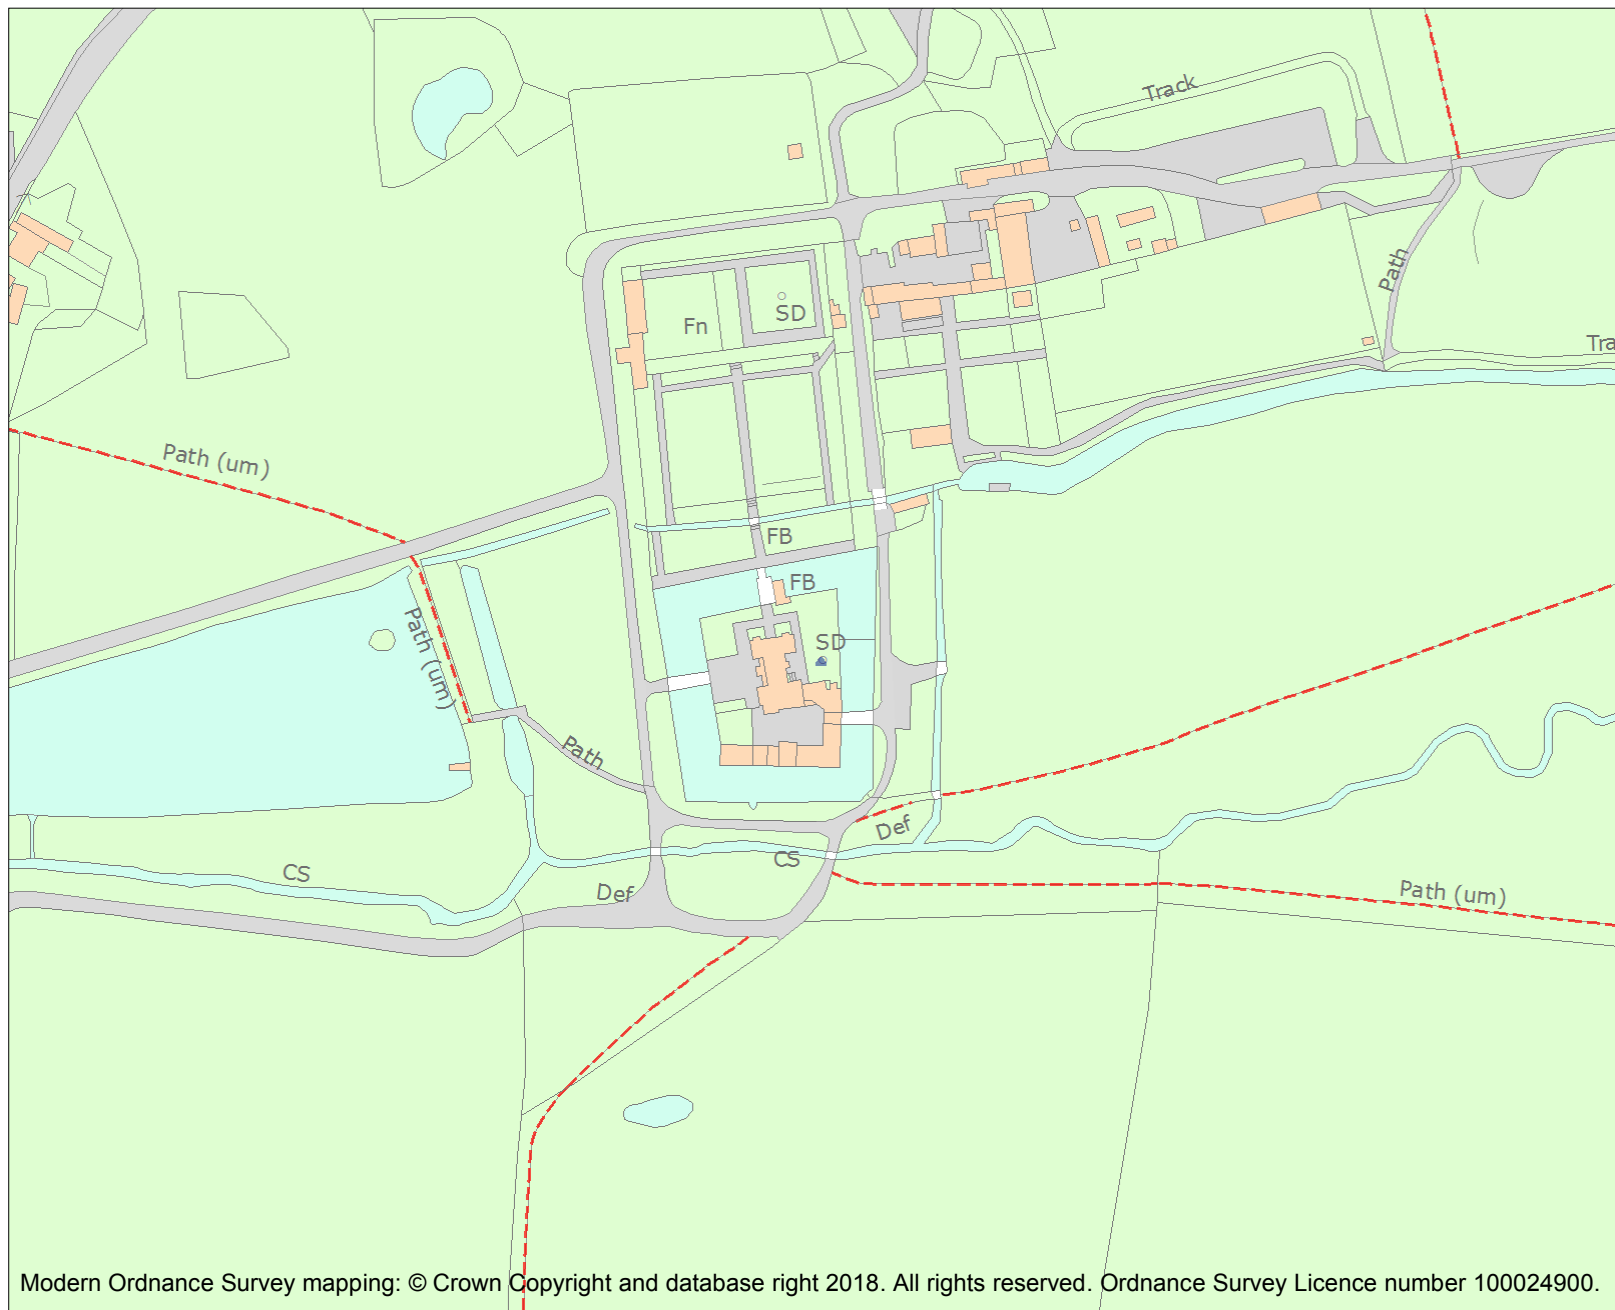 Track
Path
SD
Fn
Tra
Path (um)
FB
FB
Path (um)
SD
Path
Def
CS
CS
Def
Path (um)
Modern Ordnance Survey mapping: © Crown Copyright and database right 2018. All rights reserved. Ordnance Survey Licence number 100024900.